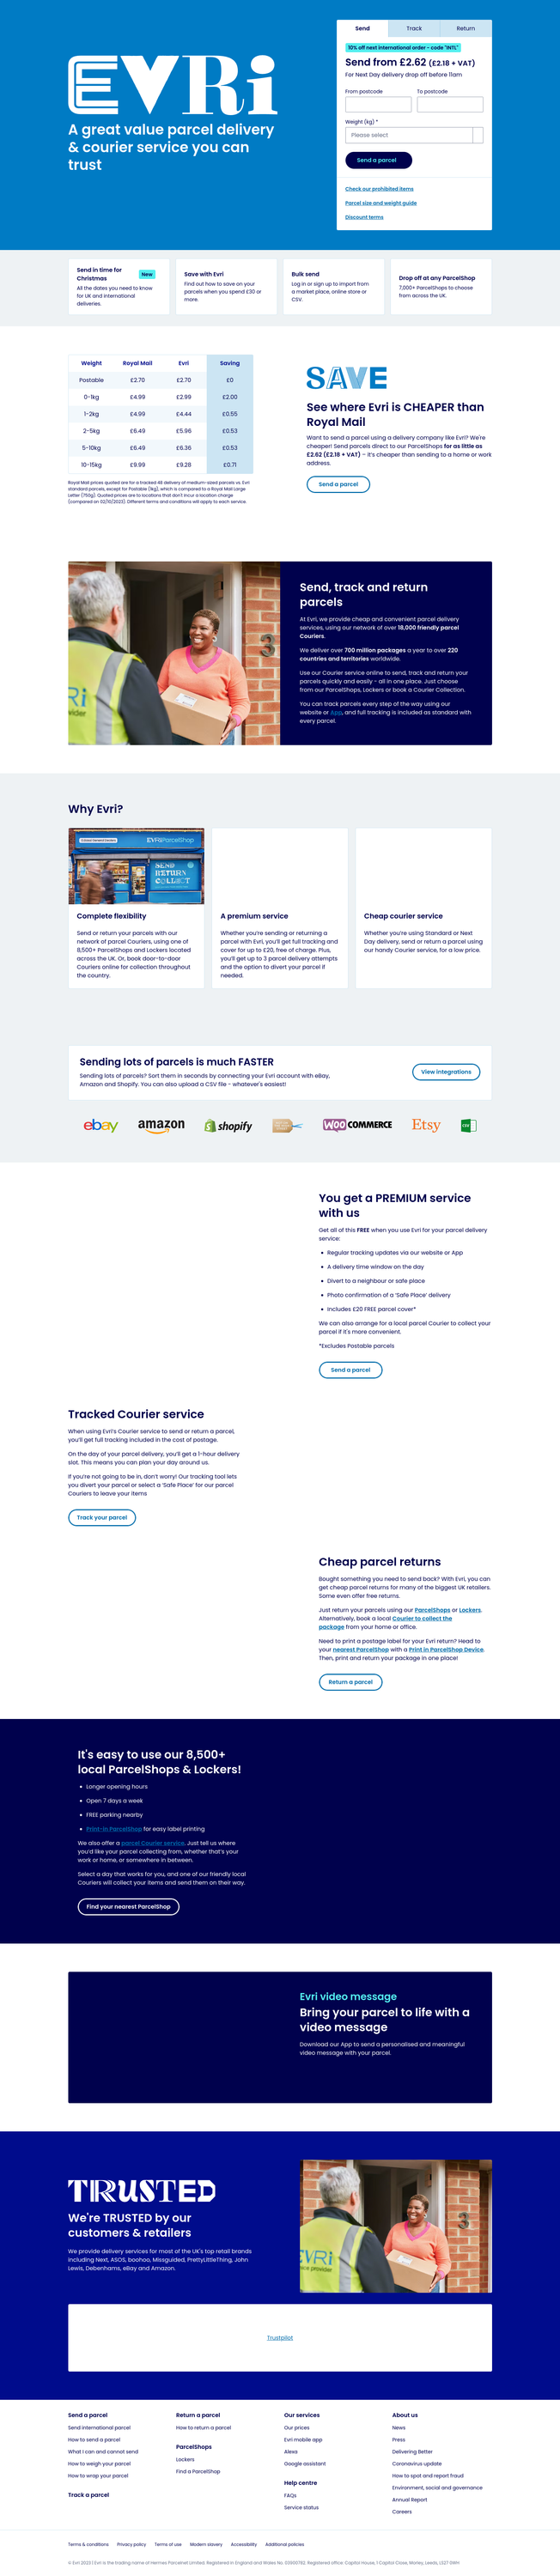 Send Track Return
10% off next international order - code "INTL"
Send from £2.62 (£2.18 + VAT)
For Next Day delivery drop off before 11am
From postcode To postcode
Weight (kg) *
Please select
Send a parcel
Check our prohibited items
Parcel size and weight guide
Discount terms
EVRi
A great value parcel delivery
& courier service you can
trust
Send in time for
Christmas
New
All the dates you need to know
for UK and international
deliveries.
Save with Evri
Find out how to save on your
parcels when you spend £30 or
more.
Bulk send
Log in or sign up to import from
a market place, online store or
CSV.
Drop off at any ParcelShop
7,000+ ParcelShops to choose
from across the UK.
Weight Royal Mail Evri Saving
Postable £2.70 £2.70 £0
0-1kg £4.99 £2.99 £2.00
1-2kg £4.99 £4.44 £0.55
2-5kg £6.49 £5.96 £0.53
5-10kg £6.49 £6.36 £0.53
10-15kg £9.99 £9.28 £0.71
Royal Mail prices quoted are for a tracked 48 delivery of medium-sized parcels vs. Evri
standard parcels, except for Postable (1kg), which is compared to a Royal Mail Large
Letter (750g). Quoted prices are to locations that don't incur a location charge
(compared on 02/10/2023). Different terms and conditions will apply to each service.
SAVE
See where Evri is CHEAPER than
Royal Mail
Want to send a parcel using a delivery company like Evri? We're
cheaper! Send parcels direct to our ParcelShops for as little as
£2.62 (£2.18 + VAT) – it's cheaper than sending to a home or work
address.
Send a parcel
Send, track and return
parcels
At Evri, we provide cheap and convenient parcel delivery
services, using our network of over 18,000 friendly parcel
Couriers.
We deliver over 700 million packages a year to over 220
countries and territories worldwide.
Use our Courier service online to send, track and return your
parcels quickly and easily – all in one place. Just choose
from our ParcelShops, Lockers or book a Courier Collection.
You can track parcels every step of the way using our
website or App, and full tracking is included as standard with
every parcel.
Why Evri?
EVRi ParcelShop
SEND
RETURN
COLLECT
Complete flexibility
Send or return your parcels with our
network of parcel Couriers, using one of
8,500+ ParcelShops and Lockers located
across the UK. Or, book door-to-door
Couriers online for collection throughout
the country.
A premium service
Whether you're sending or returning a
parcel with Evri, you'll get full tracking and
cover for up to £20, free of charge. Plus,
you'll get up to 3 parcel delivery attempts
and the option to divert your parcel if
needed.
Cheap courier service
Whether you're using Standard or Next
Day delivery, send or return a parcel using
our handy Courier service, for a low price.
Sending lots of parcels is much FASTER
Sending lots of parcels? Sort them in seconds by connecting your Evri account with eBay,
Amazon and Shopify. You can also upload a CSV file - whatever's easiest!
View integrations
ebay amazon shopify WOO COMMERCE Etsy CSV
You get a PREMIUM service
with us
Get all of this FREE when you use Evri for your parcel delivery
service:
• Regular tracking updates via our website or App
• A delivery time window on the day
• Divert to a neighbour or safe place
• Photo confirmation of a 'Safe Place' delivery
• Includes £20 FREE parcel cover*
We can also arrange for a local parcel Courier to collect your
parcel if it's more convenient.
*Excludes Postable parcels
Send a parcel
Tracked Courier service
When using Evri's Courier service to send or return a parcel,
you'll get full tracking included in the cost of postage.
On the day of your parcel delivery, you'll get a 1-hour delivery
slot. This means you can plan your day around us.
If you're not going to be in, don't worry! Our tracking tool lets
you divert your parcel or select a 'Safe Place' for our parcel
Couriers to leave your items
Track your parcel
Cheap parcel returns
Bought something you need to send back? With Evri, you can
get cheap parcel returns for many of the biggest UK retailers.
Some even offer free returns.
Just return your parcels using our ParcelShops or Lockers.
Alternatively, book a local Courier to collect the
package from your home or office.
Need to print a postage label for your Evri return? Head to
your nearest ParcelShop with a Print in ParcelShop Device.
Then, print and return your package in one place!
Return a parcel
It's easy to use our 8,500+
local ParcelShops & Lockers!
• Longer opening hours
• Open 7 days a week
• FREE parking nearby
• Print-in ParcelShop for easy label printing
We also offer a parcel Courier service. Just tell us where
you'd like your parcel collecting from, whether that's your
work or home, or somewhere in between.
Select a day that works for you, and one of our friendly local
Couriers will collect your items and send them on their way.
Find your nearest ParcelShop
Evri video message
Bring your parcel to life with a
video message
Download our App to send a personalised and meaningful
video message with your parcel.
TRUSTED
We're TRUSTED by our
customers & retailers
We provide delivery services for most of the UK's top retail brands
including Next, ASOS, boohoo, Missguided, PrettyLittleThing, John
Lewis, Debenhams, eBay and Amazon.
Trustpilot
Send a parcel
Send international parcel
How to send a parcel
What I can and cannot send
How to weigh your parcel
How to wrap your parcel
Track a parcel
Return a parcel
How to return a parcel
ParcelShops
Lockers
Find a ParcelShop
Our services
Our prices
Evri mobile app
Alexa
Google assistant
Help centre
FAQs
Service status
About us
News
Press
Delivering Better
Coronavirus update
How to spot and report fraud
Environment, social and governance
Annual Report
Careers
Terms & conditions Privacy policy Terms of use Modern slavery Accessibility Additional policies
© Evri 2023 | Evri is the trading name of Hermes Parcelnet Limited. Registered in England and Wales No. 03900782. Registered office: Capitol House, 1 Capitol Close, Morley, Leeds, LS27 0WH